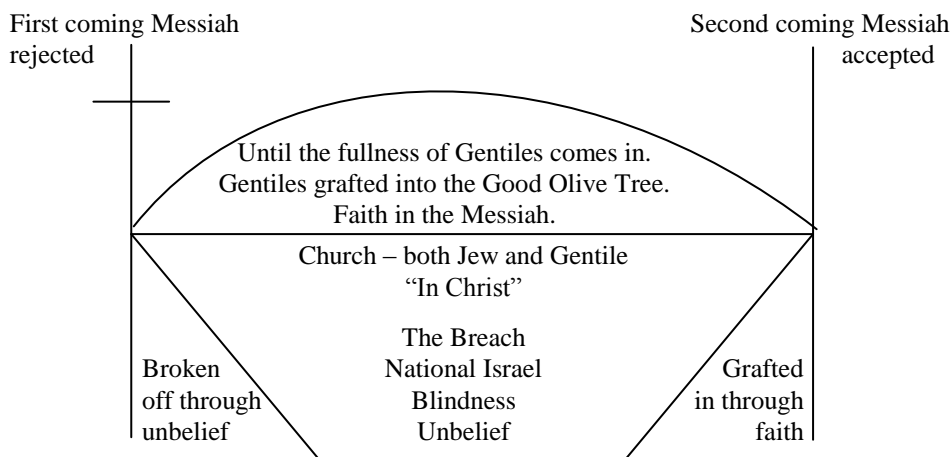 First coming Messiah
rejected
Second coming Messiah
accepted
Until the fullness of Gentiles comes in.
Gentiles grafted into the Good Olive Tree.
Faith in the Messiah.
Church – both Jew and Gentile
“In Christ”
The Breach
National Israel
Blindness
Unbelief
Broken
off through
unbelief
Grafted
in through
faith